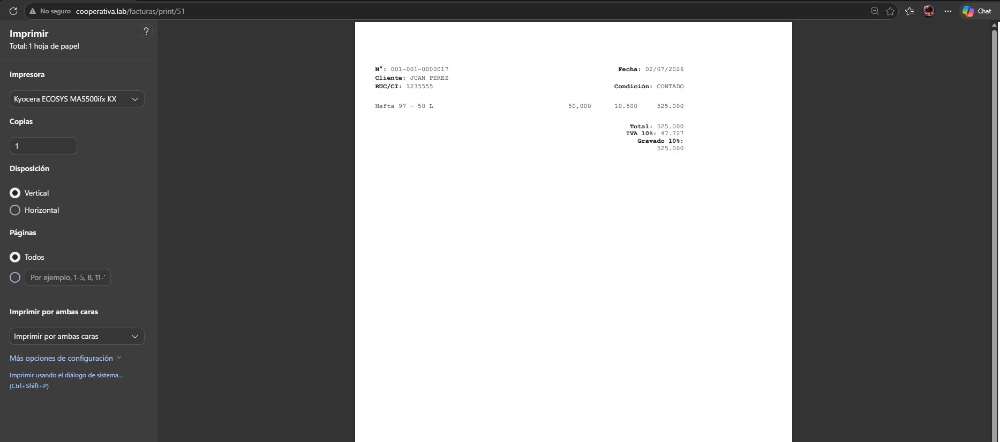 No seguro cooperativa.lab/facturas/print/51
Chat
Imprimir
?
Total: 1 hoja de papel
Impresora
Kyocera ECOSYS MA5500ifx KX
Copias
1
Disposición
Vertical
Horizontal
Páginas
Todos
Por ejemplo, 1-5, 8, 11-
Imprimir por ambas caras
Imprimir por ambas caras
Más opciones de configuración
Imprimir usando el diálogo de sistema...
(Ctrl+Shift+P)
N°: 001-001-0000017 Fecha: 02/07/2026
Cliente: JUAN PEREZ
RUC/CI: 1235555 Condición: CONTADO
Nafta 97 - 50 L 50,000 10.500 525.000
Total: 525.000
IVA 10%: 47.727
Gravado 10%:
525.000